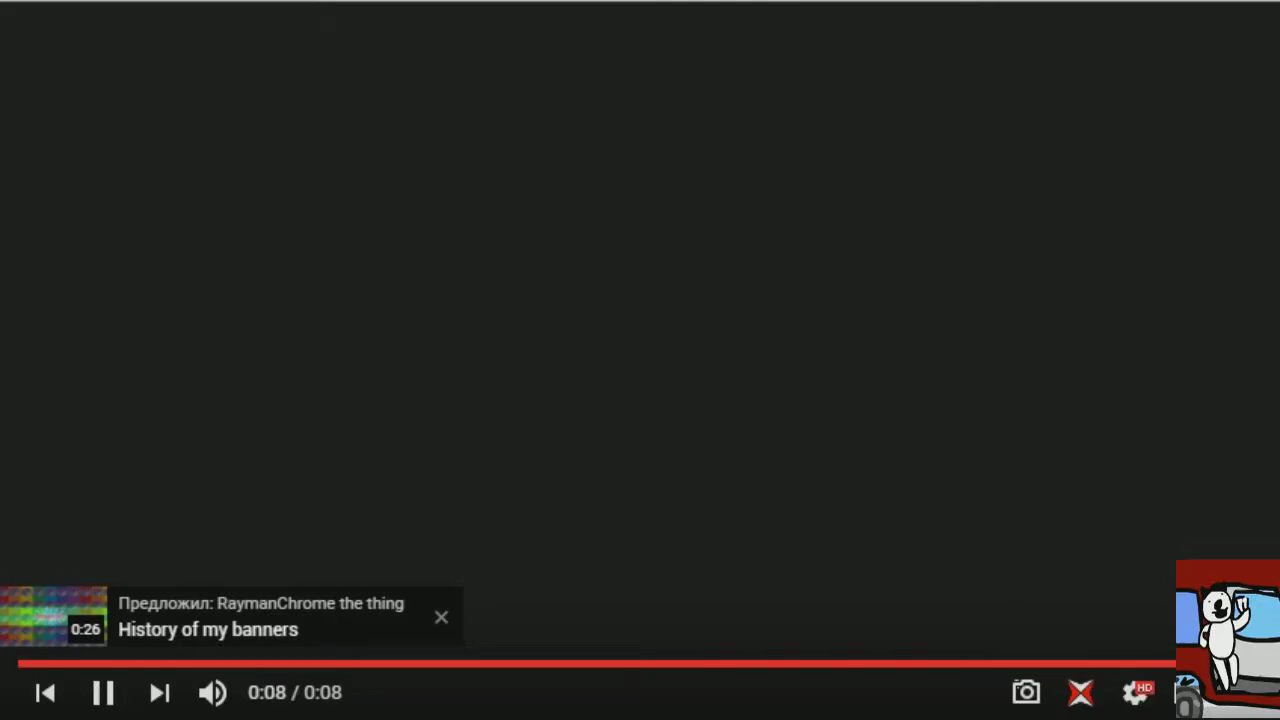 Предложил: RaymanChrome the thing
0:26
History of my banners
0:08 / 0:08
HD